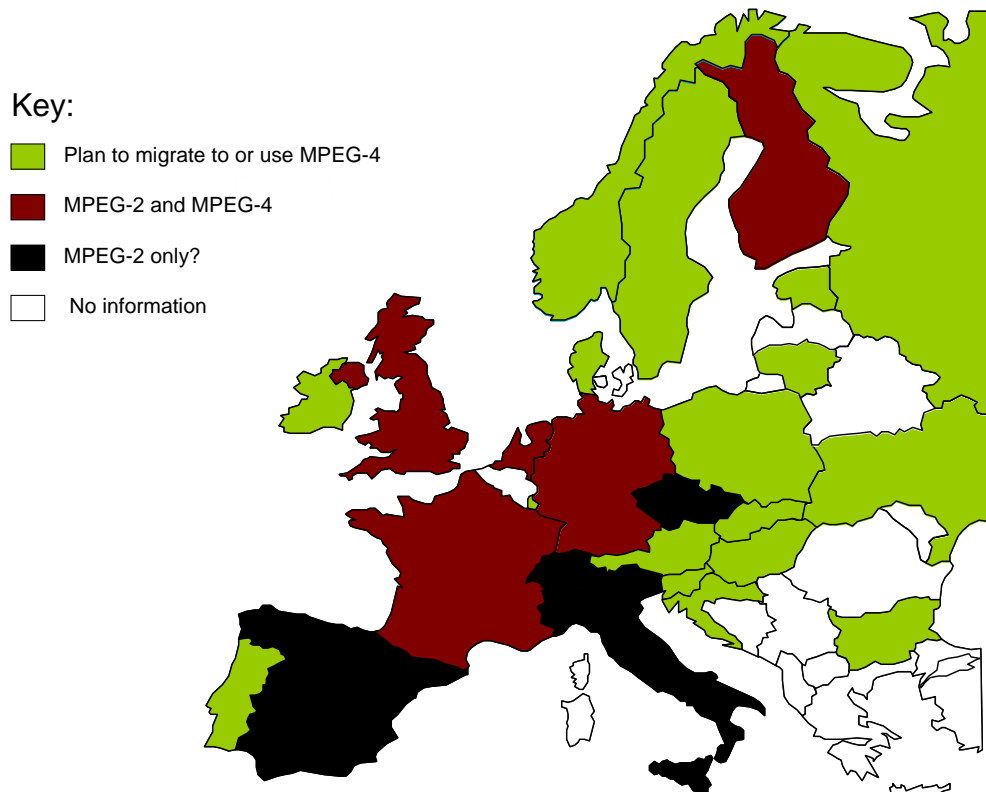 Key:
Plan to migrate to or use MPEG-4
MPEG-2 and MPEG-4
MPEG-2 only?
No information